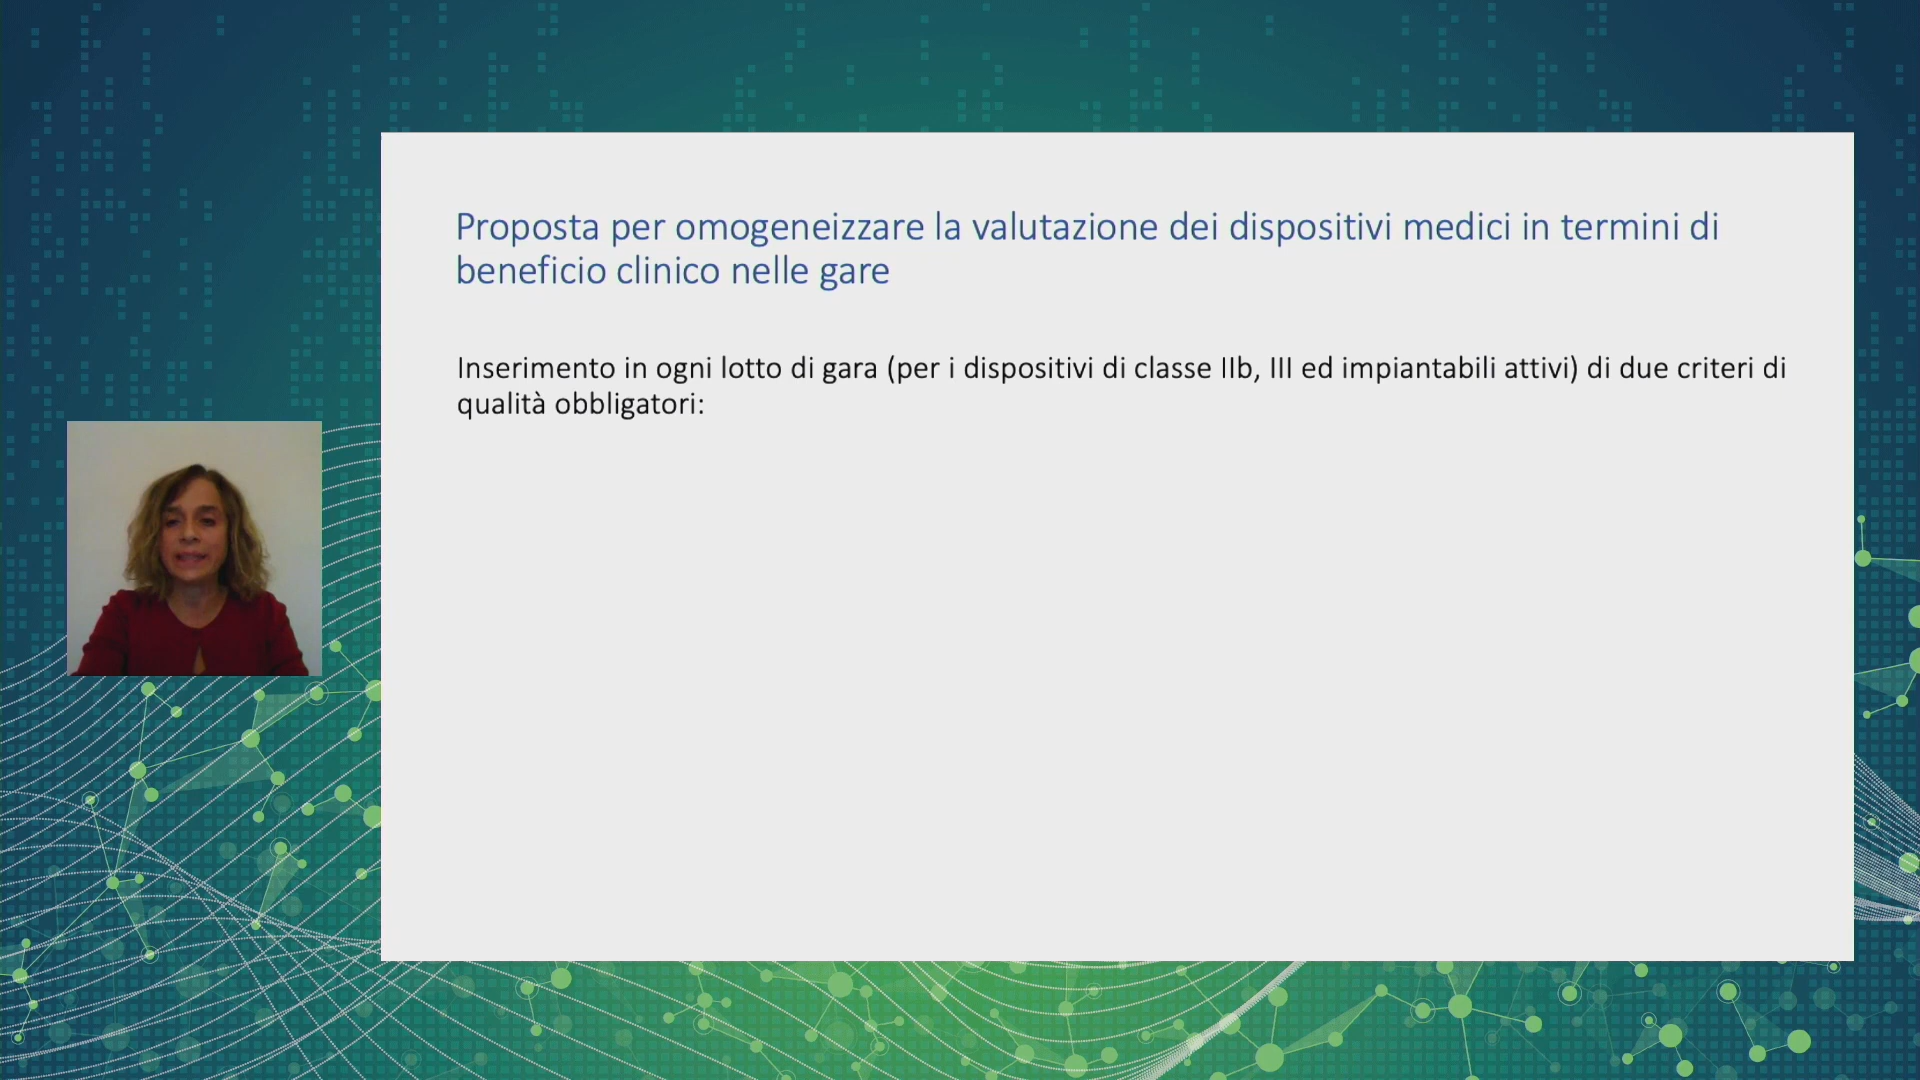 Proposta per omogeneizzare la valutazione dei dispositivi medici in termini di
beneficio clinico nelle gare
Inserimento in ogni lotto di gara (per i dispositivi di classe IIb, III ed impiantabili attivi) di due criteri di
qualità obbligatori: